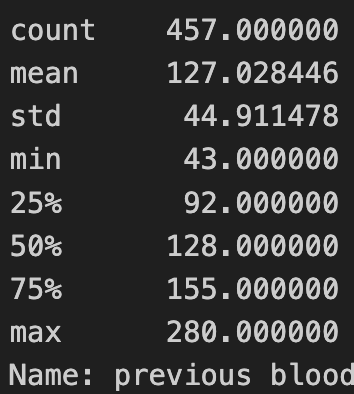 count    457.000000
mean     127.028446
std       44.911478
min       43.000000
25%       92.000000
50%      128.000000
75%      155.000000
max      280.000000
Name: previous blood